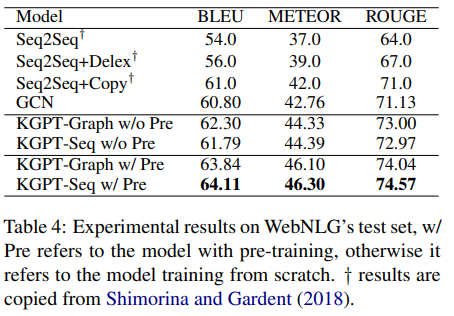 Model BLEU METEOR ROUGE
Seq2Seq† 54.0 37.0 64.0
Seq2Seq+Delex† 56.0 39.0 67.0
Seq2Seq+Copy† 61.0 42.0 71.0
GCN 60.80 42.76 71.13
KGPT-Graph w/o Pre 62.30 44.33 73.00
KGPT-Seq w/o Pre 61.79 44.39 72.97
KGPT-Graph w/ Pre 63.84 46.10 74.04
KGPT-Seq w/ Pre 64.11 46.30 74.57
Table 4: Experimental results on WebNLG's test set, w/
Pre refers to the model with pre-training, otherwise it
refers to the model training from scratch. † results are
copied from Shimorina and Gardent (2018).